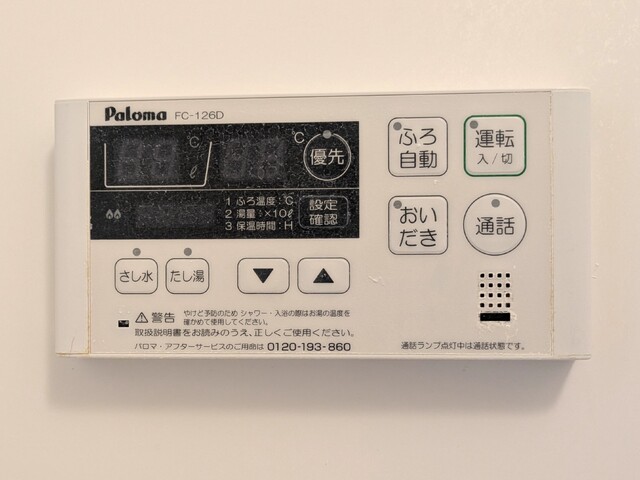 Paloma FC-126D
℃ ℃
ℓ
優先
ふろ自動
運転 入/切
1 ふろ温度:C
2 湯量:×10ℓ
3 保温時間:H
設定確認
おいだき
通話
さし水
たし湯
▼ ▲
⚠警告 やけど予防のため シャワー・入浴の際はお湯の温度を
確かめて使用してください。
取扱説明書をお読みのうえ、正しくご使用ください。
パロマ・アフターサービスのご用命は 0120-193-860
通話ランプ点灯中は通話状態です。